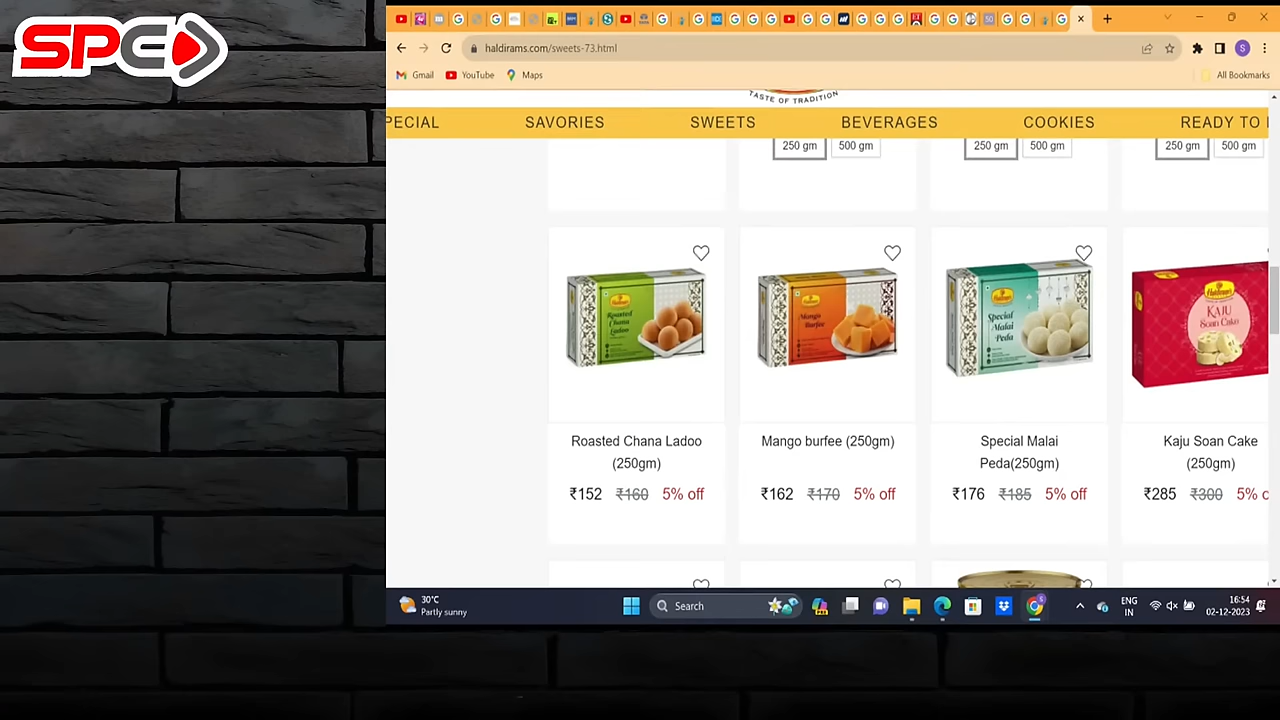 SPE
haldirams.com/sweets-73.html
Gmail
YouTube
Maps
All Bookmarks
TASTE OF TRADITION
PECIAL
SAVORIES
SWEETS
BEVERAGES
COOKIES
READY TO
250 gm
500 gm
250 gm
500 gm
250 gm
500 gm
Haldiram's
Roasted
Chana
Ladoo
Haldiram's
Mango
Burfee
Haldiram's
Special
Malai
Peda
Haldiram's
KAJU
Soan Cake
Roasted Chana Ladoo
(250gm)
₹152 ₹160 5% off
Mango burfee (250gm)
₹162 ₹170 5% off
Special Malai
Peda(250gm)
₹176 ₹185 5% off
Kaju Soan Cake
(250gm)
₹285 ₹300 5% o
30°C
Partly sunny
Search
ENG
IN
16:54
02-12-2023